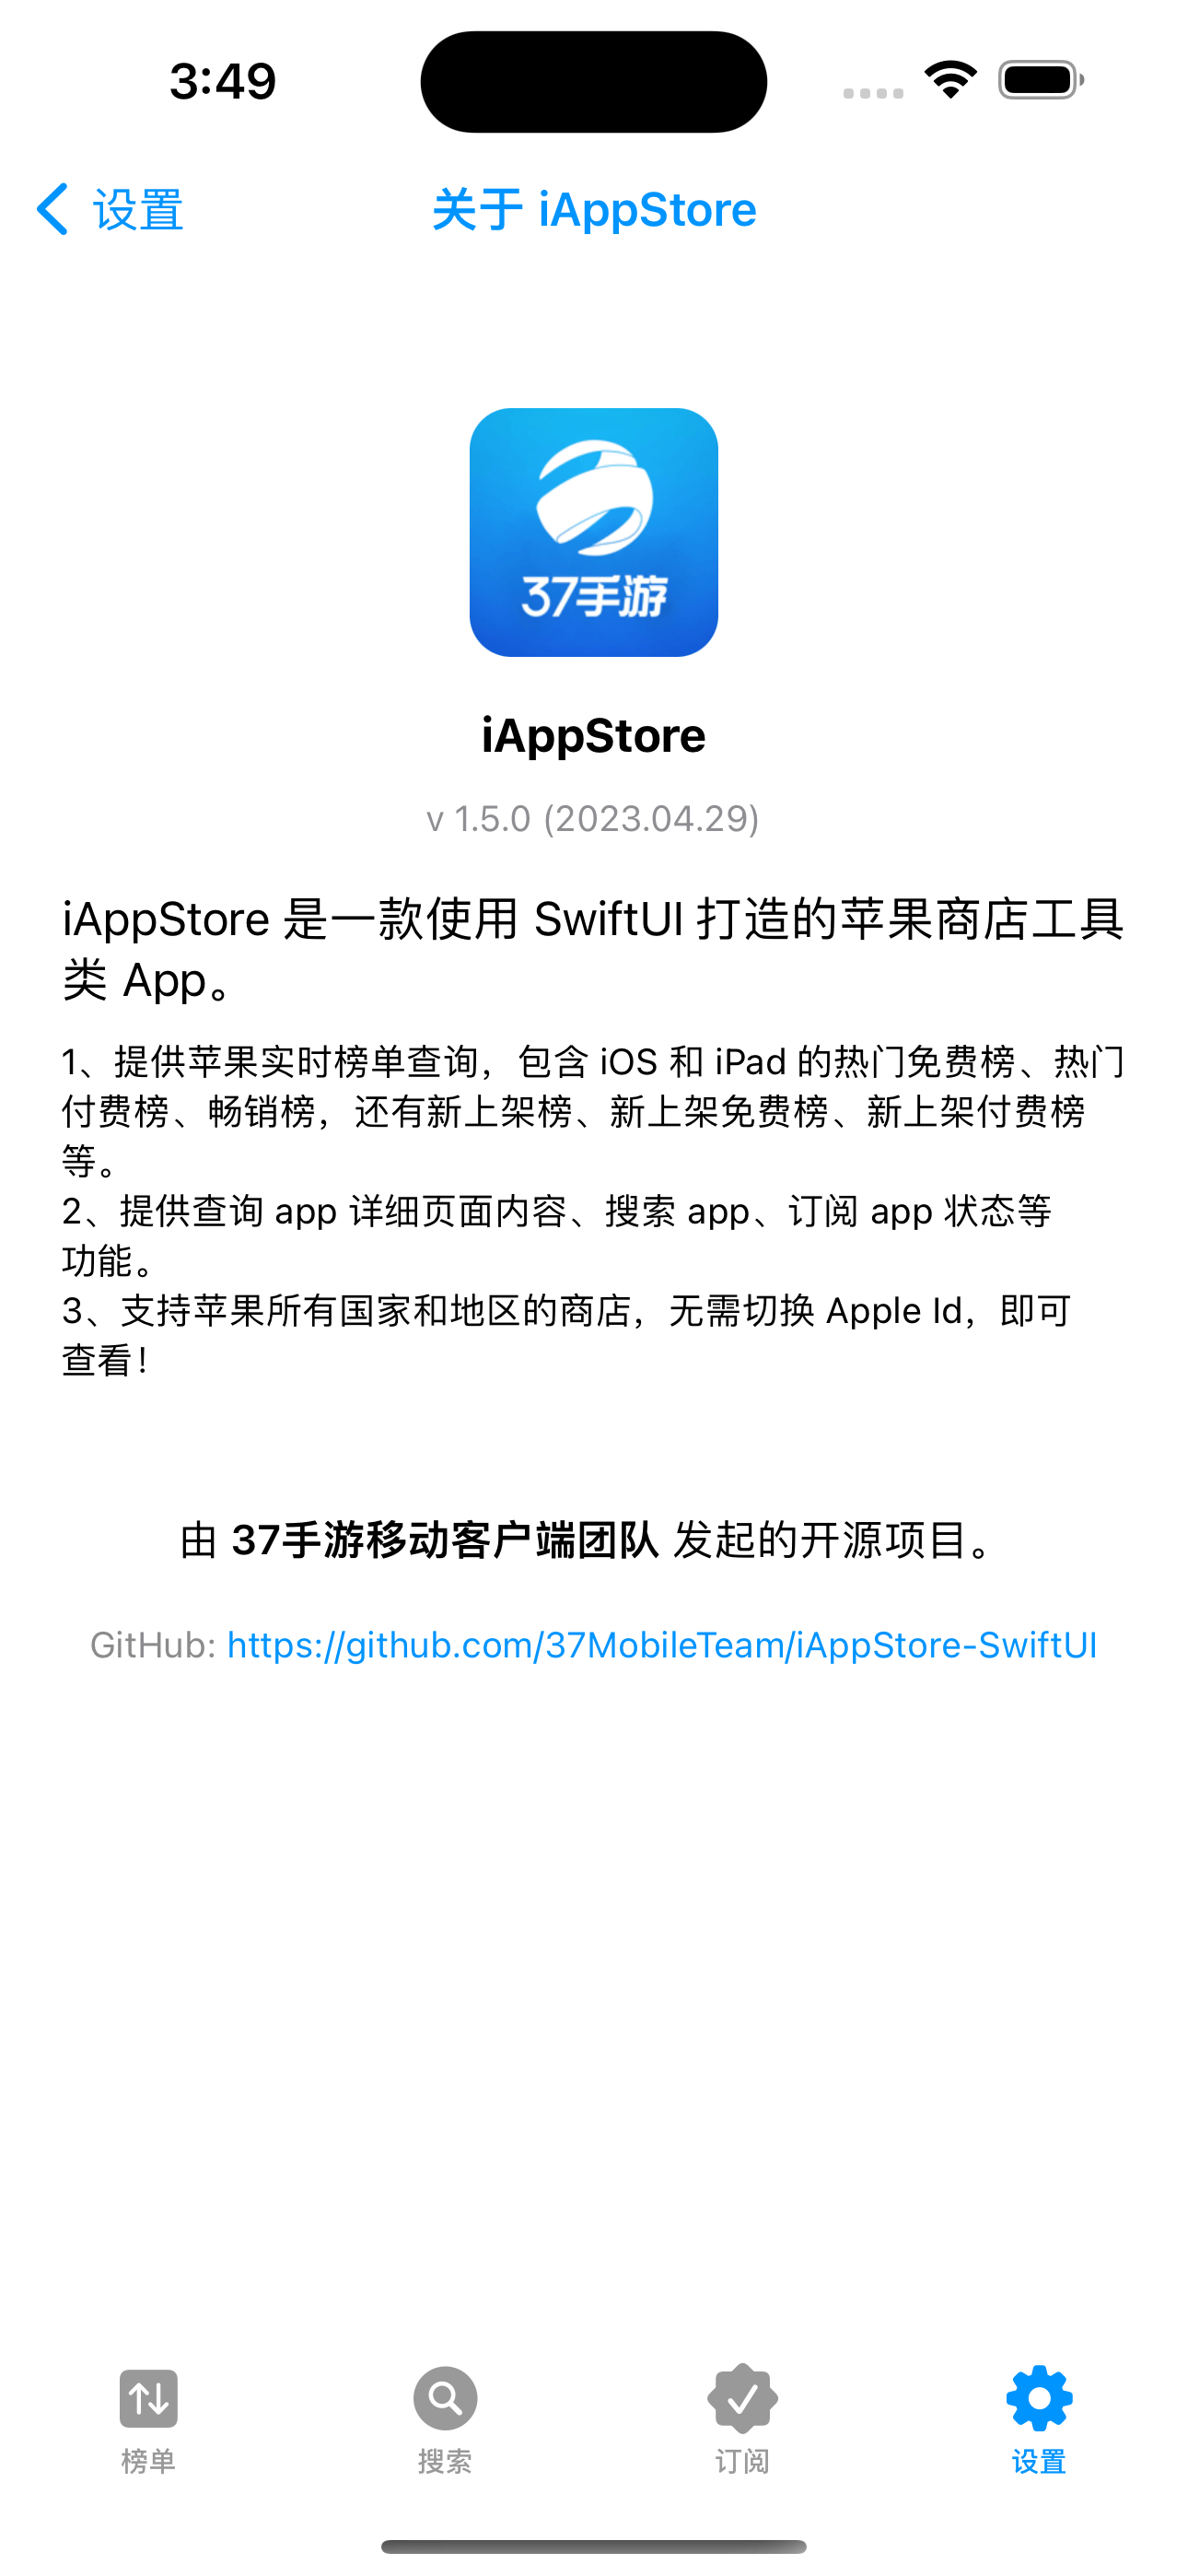 3:49
设置
关于 iAppStore
37手游
iAppStore
v 1.5.0 (2023.04.29)
iAppStore 是一款使用 SwiftUI 打造的苹果商店工具
类 App。
1、提供苹果实时榜单查询，包含 iOS 和 iPad 的热门免费榜、热门
付费榜、畅销榜，还有新上架榜、新上架免费榜、新上架付费榜
等。
2、提供查询 app 详细页面内容、搜索 app、订阅 app 状态等
功能。
3、支持苹果所有国家和地区的商店，无需切换 Apple Id，即可
查看！
由 37手游移动客户端团队 发起的开源项目。
GitHub: https://github.com/37MobileTeam/iAppStore-SwiftUI
榜单
搜索
订阅
设置